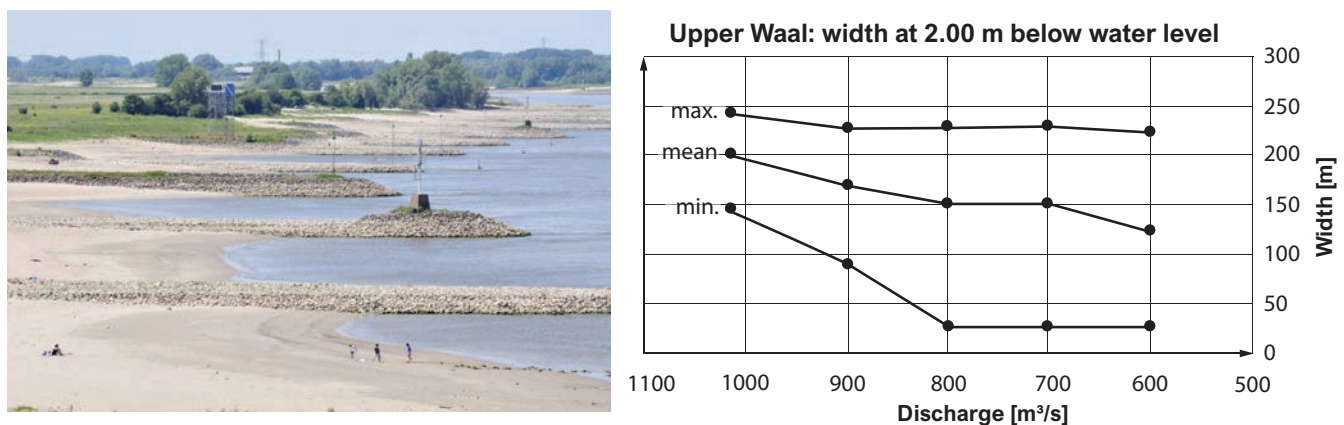 Upper Waal: width at 2.00 m below water level
300
max.
250
mean
200
min.
150
100
50
0
Width [m]
1100 1000 900 800 700 600 500
Discharge [m³/s]